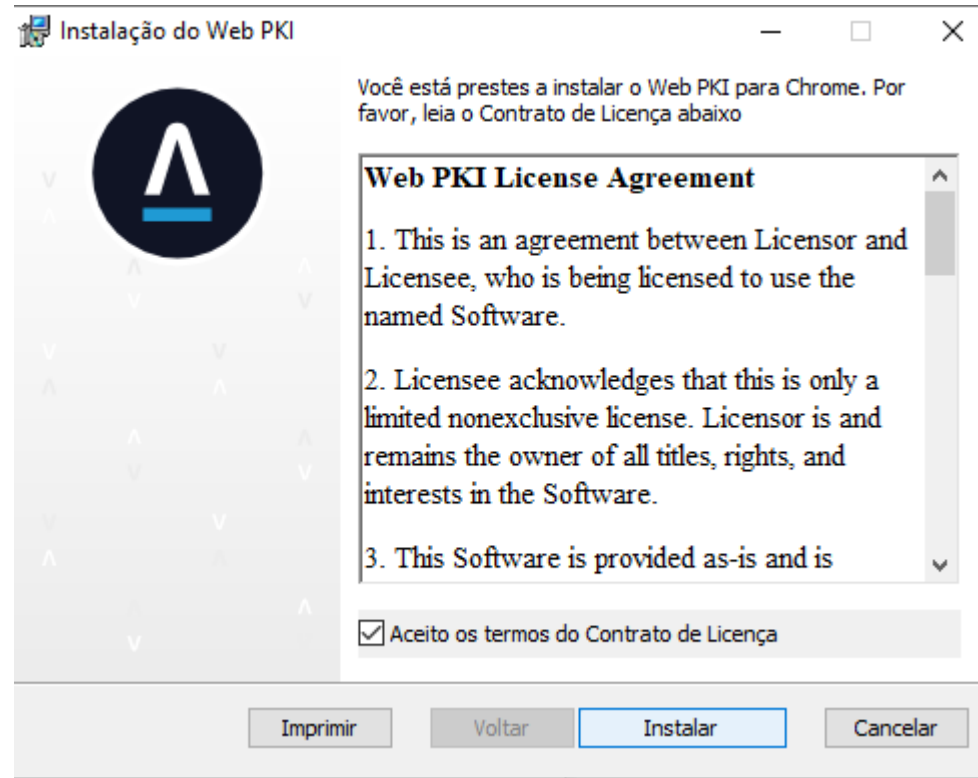 Instalação do Web PKI
Você está prestes a instalar o Web PKI para Chrome. Por
favor, leia o Contrato de Licença abaixo
Web PKI License Agreement
1. This is an agreement between Licensor and
Licensee, who is being licensed to use the
named Software.
2. Licensee acknowledges that this is only a
limited nonexclusive license. Licensor is and
remains the owner of all titles, rights, and
interests in the Software.
3. This Software is provided as-is and is
Aceito os termos do Contrato de Licença
Imprimir Voltar Instalar Cancelar